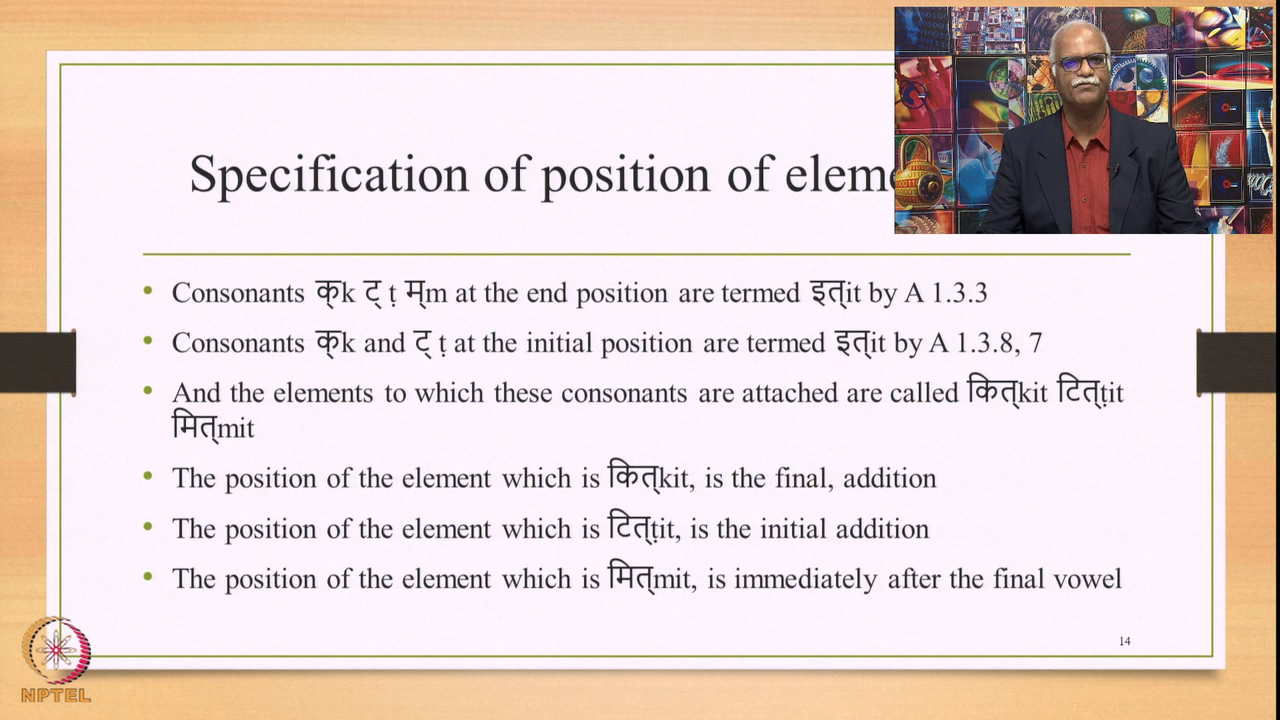 Specification of position of eleme
• Consonants क्k ट् ṭ म्m at the end position are termed इत्it by A 1.3.3
• Consonants क्k and ट् ṭ at the initial position are termed इत्it by A 1.3.8, 7
• And the elements to which these consonants are attached are called कित्kit टित्ṭit
मित्mit
• The position of the element which is कित्kit, is the final, addition
• The position of the element which is टित्ṭit, is the initial addition
• The position of the element which is मित्mit, is immediately after the final vowel
14
NPTEL